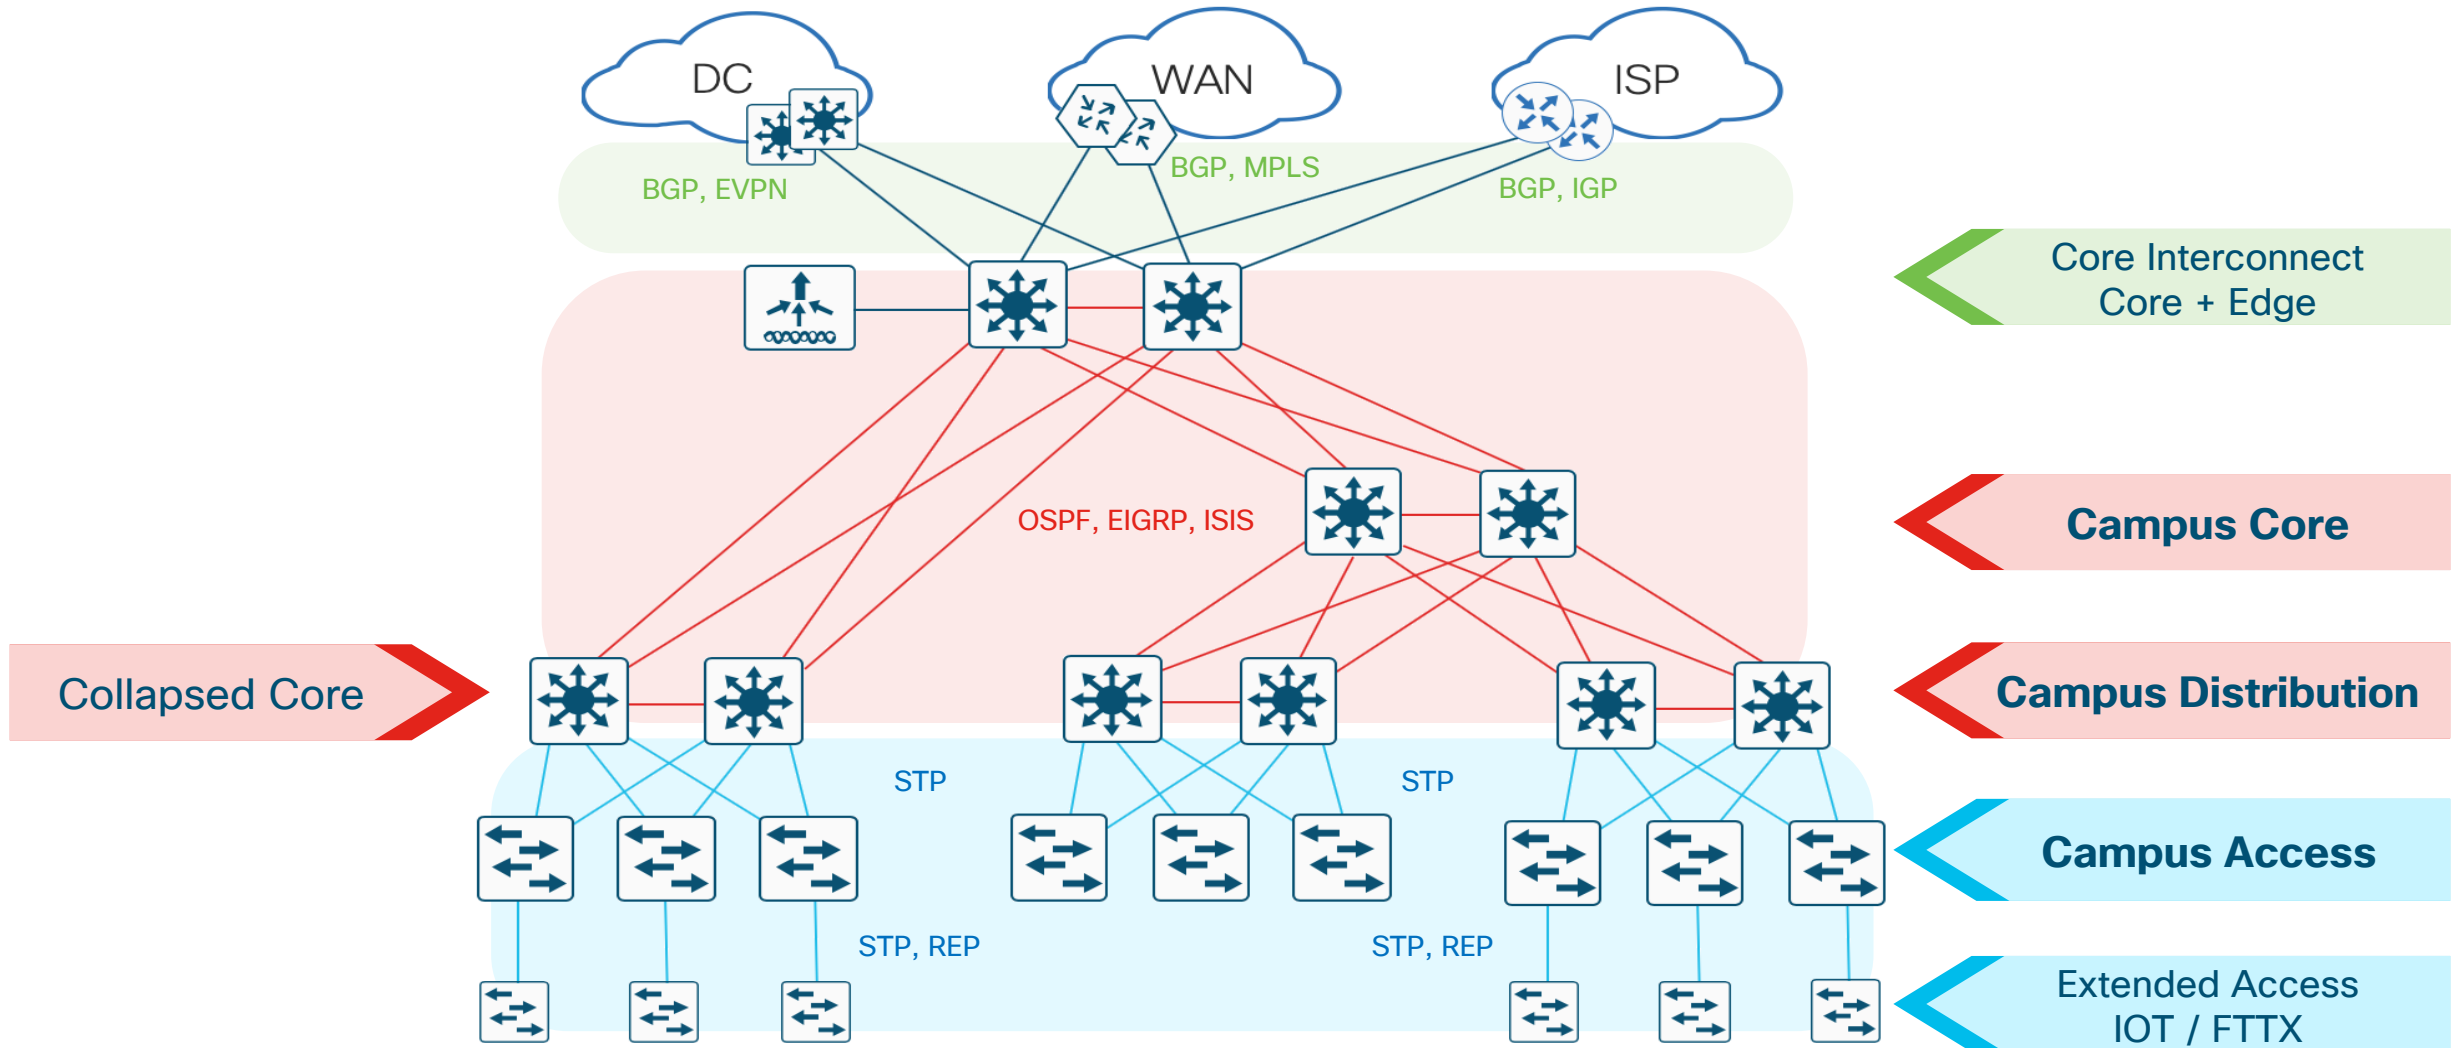 DC
WAN
ISP
BGP, EVPN
BGP, MPLS
BGP, IGP
Core Interconnect
Core + Edge
OSPF, EIGRP, ISIS
Campus Core
Collapsed Core
Campus Distribution
STP
STP
Campus Access
STP, REP
STP, REP
Extended Access
IOT / FTTX